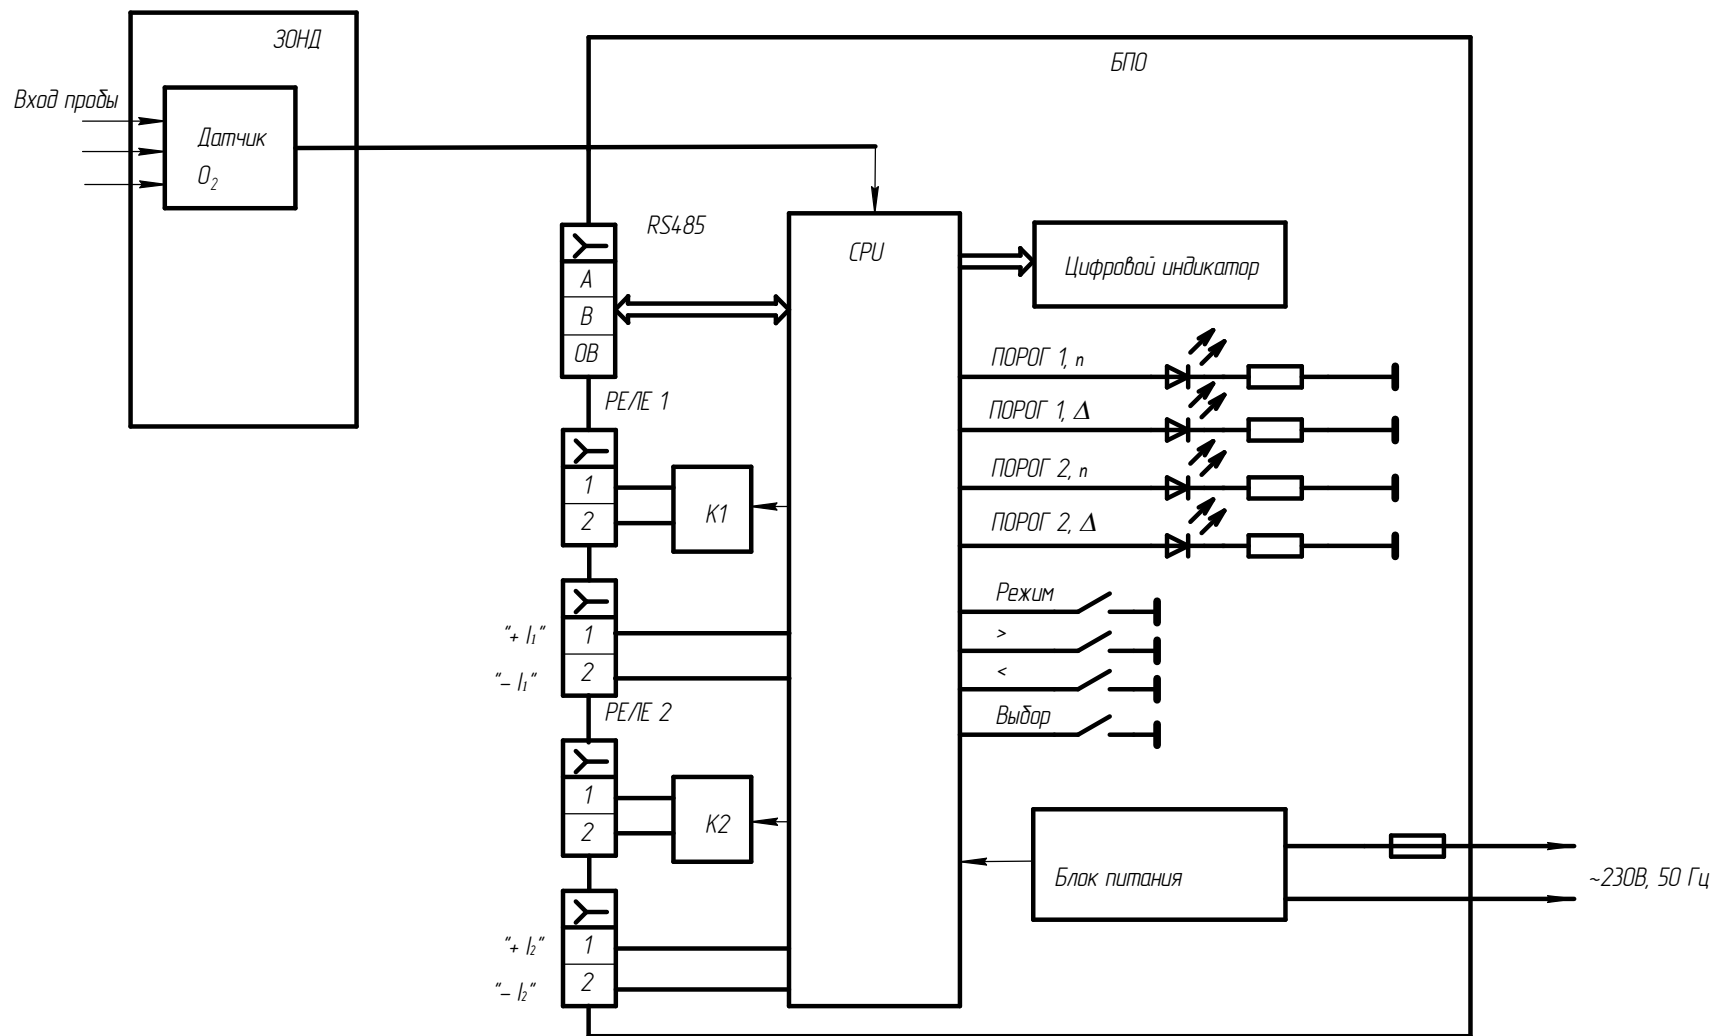 ЗОНД
БПО
Вход пробы
Датчик
O₂
RS485
CPU
Цифровой индикатор
A
B
0B
ПОРОГ 1, п
РЕЛЕ 1
ПОРОГ 1, Δ
1
2
K1
ПОРОГ 2, п
ПОРОГ 2, Δ
Режим
"+ I₁"
1
>
"– I₁"
2
<
РЕЛЕ 2
Выбор
1
2
K2
Блок питания
~230В, 50 Гц
"+ I₂"
1
"– I₂"
2